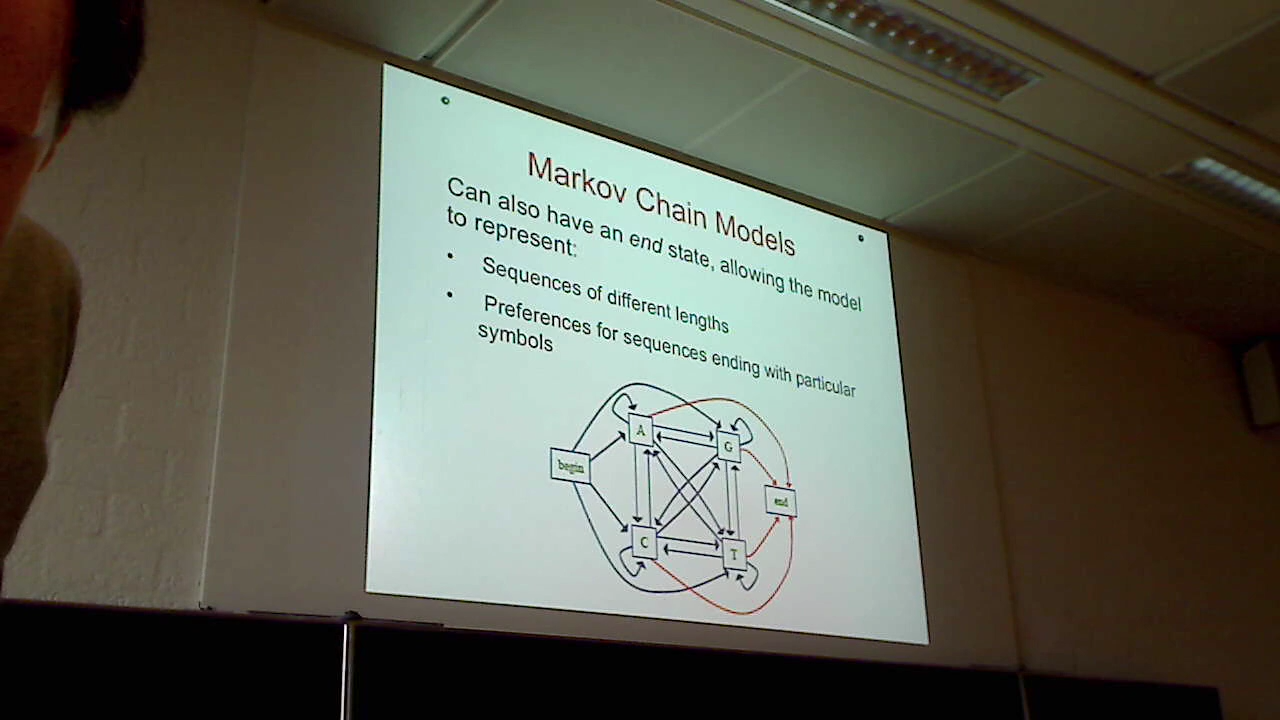 Markov Chain Models
Can also have an end state, allowing the model
to represent:
• Sequences of different lengths
• Preferences for sequences ending with particular
symbols
A
G
begin
end
C
T